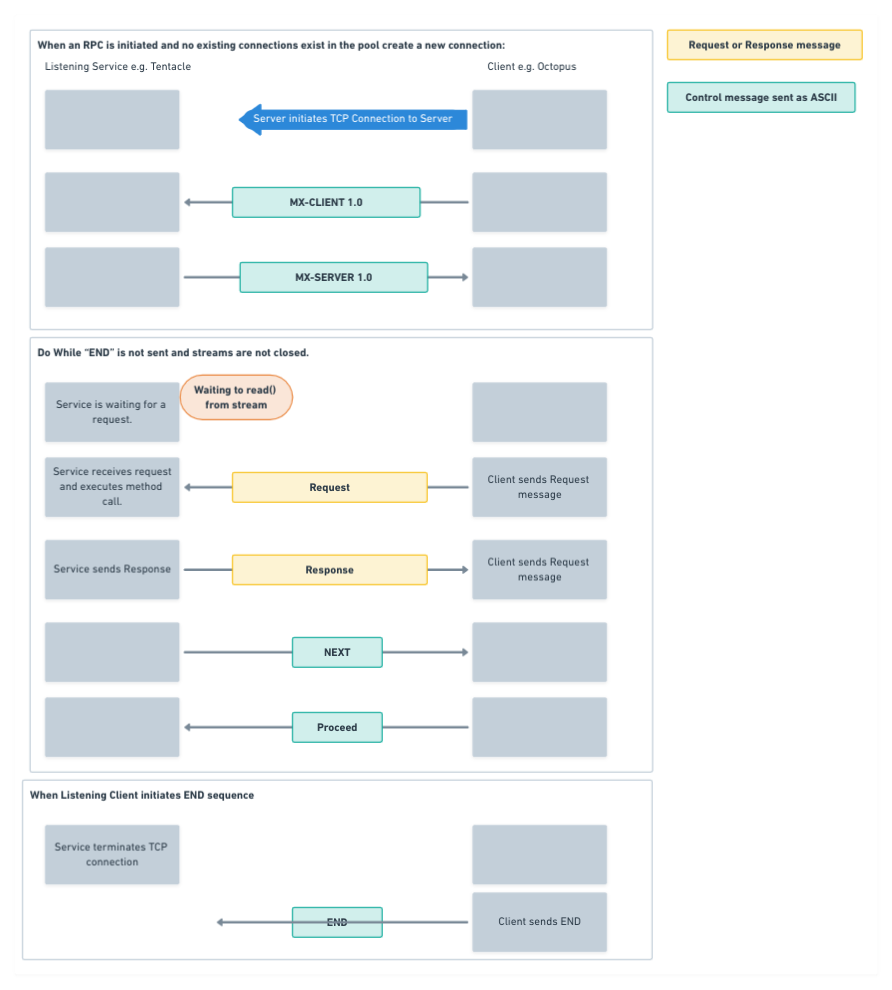 When an RPC is initiated and no existing connections exist in the pool create a new connection:
Request or Response message
Listening Service e.g. Tentacle
Client e.g. Octopus
Control message sent as ASCII
Server initiates TCP Connection to Server
MX-CLIENT 1.0
MX-SERVER 1.0
Do While “END” is not sent and streams are not closed.
Service is waiting for a
request.
Waiting to read()
from stream
Service receives request
and executes method
call.
Request
Client sends Request
message
Service sends Response
Response
Client sends Request
message
NEXT
Proceed
When Listening Client initiates END sequence
Service terminates TCP
connection
END
Client sends END